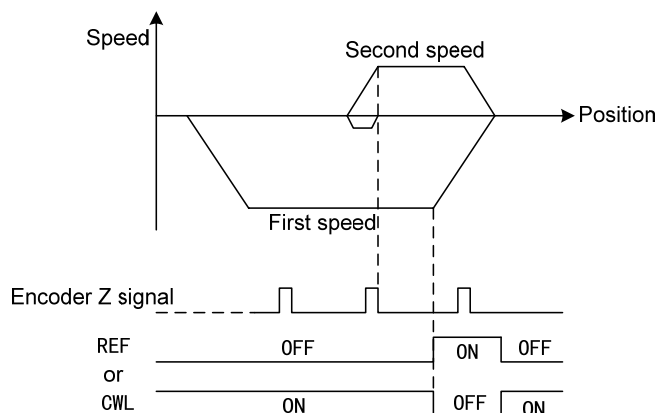 Speed
Second speed
Position
First speed
Encoder Z signal
REF OFF ON OFF
or
CWL ON OFF ON